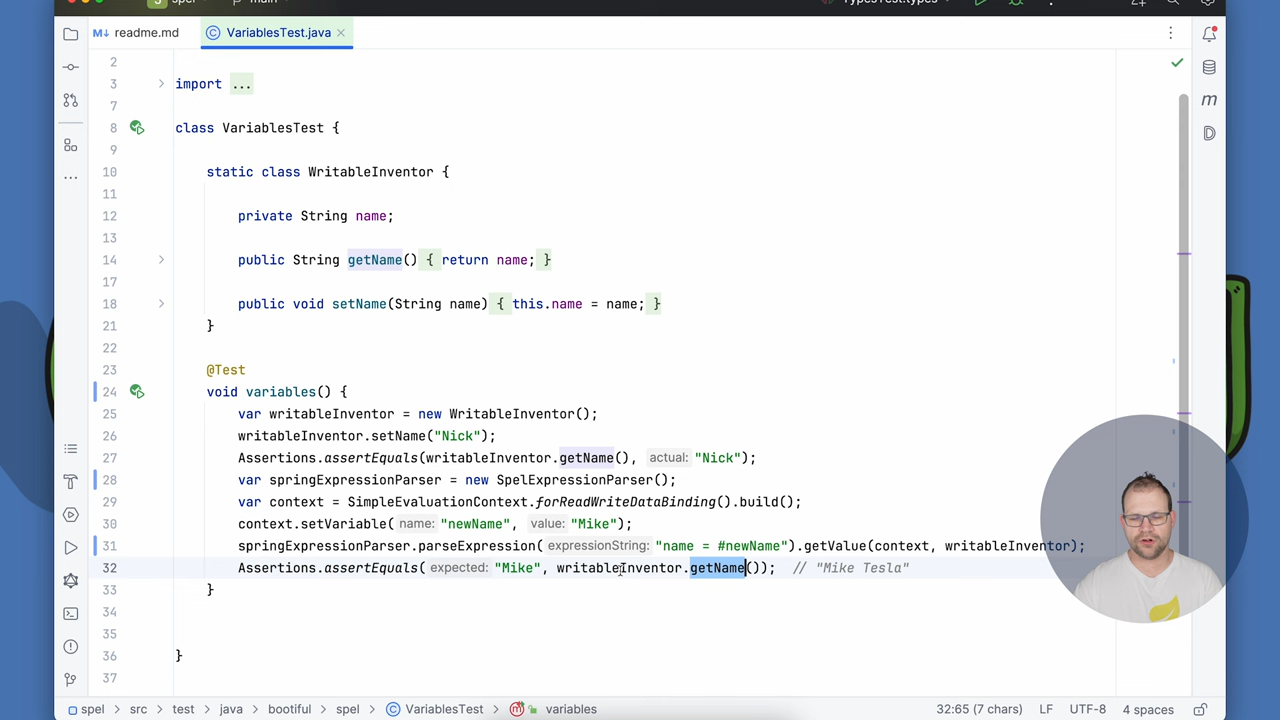 readme.md
VariablesTest.java
2
3 import ...
7
8 class VariablesTest {
9
10 static class WritableInventor {
11
12 private String name;
13
14 public String getName() { return name; }
17
18 public void setName(String name) { this.name = name; }
21 }
22
23 @Test
24 void variables() {
25 var writableInventor = new WritableInventor();
26 writableInventor.setName("Nick");
27 Assertions.assertEquals(writableInventor.getName(), actual: "Nick");
28 var springExpressionParser = new SpelExpressionParser();
29 var context = SimpleEvaluationContext.forReadWriteDataBinding().build();
30 context.setVariable( name: "newName", value: "Mike");
31 springExpressionParser.parseExpression( expressionString: "name = #newName").getValue(context, writableInventor);
32 Assertions.assertEquals( expected: "Mike", writableInventor.getName()); // "Mike Tesla"
33 }
34
35
36 }
37
spel > src > test > java > bootiful > spel > VariablesTest > variables 32:65 (7 chars) LF UTF-8 4 spaces